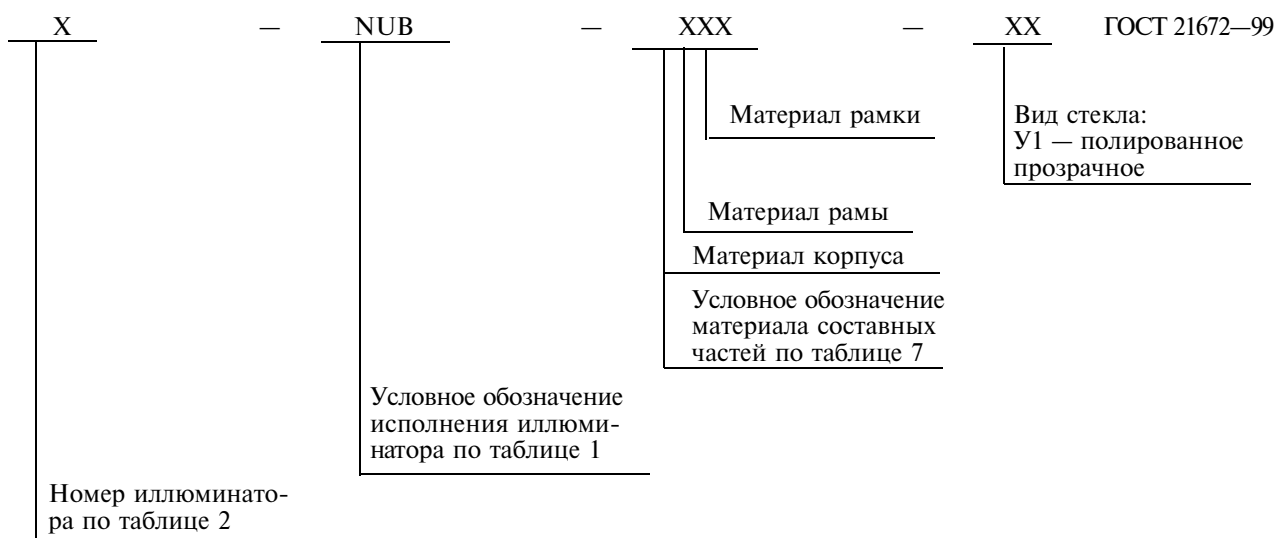 X — NUB — XXX — XX ГОСТ 21672—99
Материал рамки
Вид стекла:
У1 — полированное
прозрачное
Материал рамы
Материал корпуса
Условное обозначение
материала составных
частей по таблице 7
Условное обозначение
исполнения иллюми-
натора по таблице 1
Номер иллюминато-
ра по таблице 2